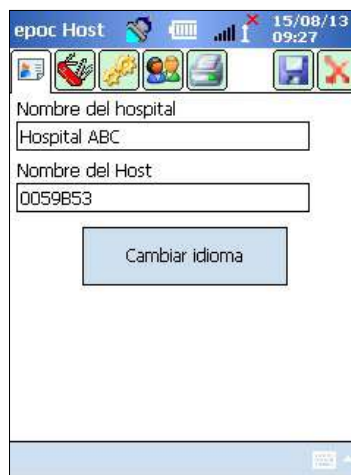 epoc Host
15/08/13
09:27
Nombre del hospital
Hospital ABC
Nombre del Host
0059B53
Cambiar idioma